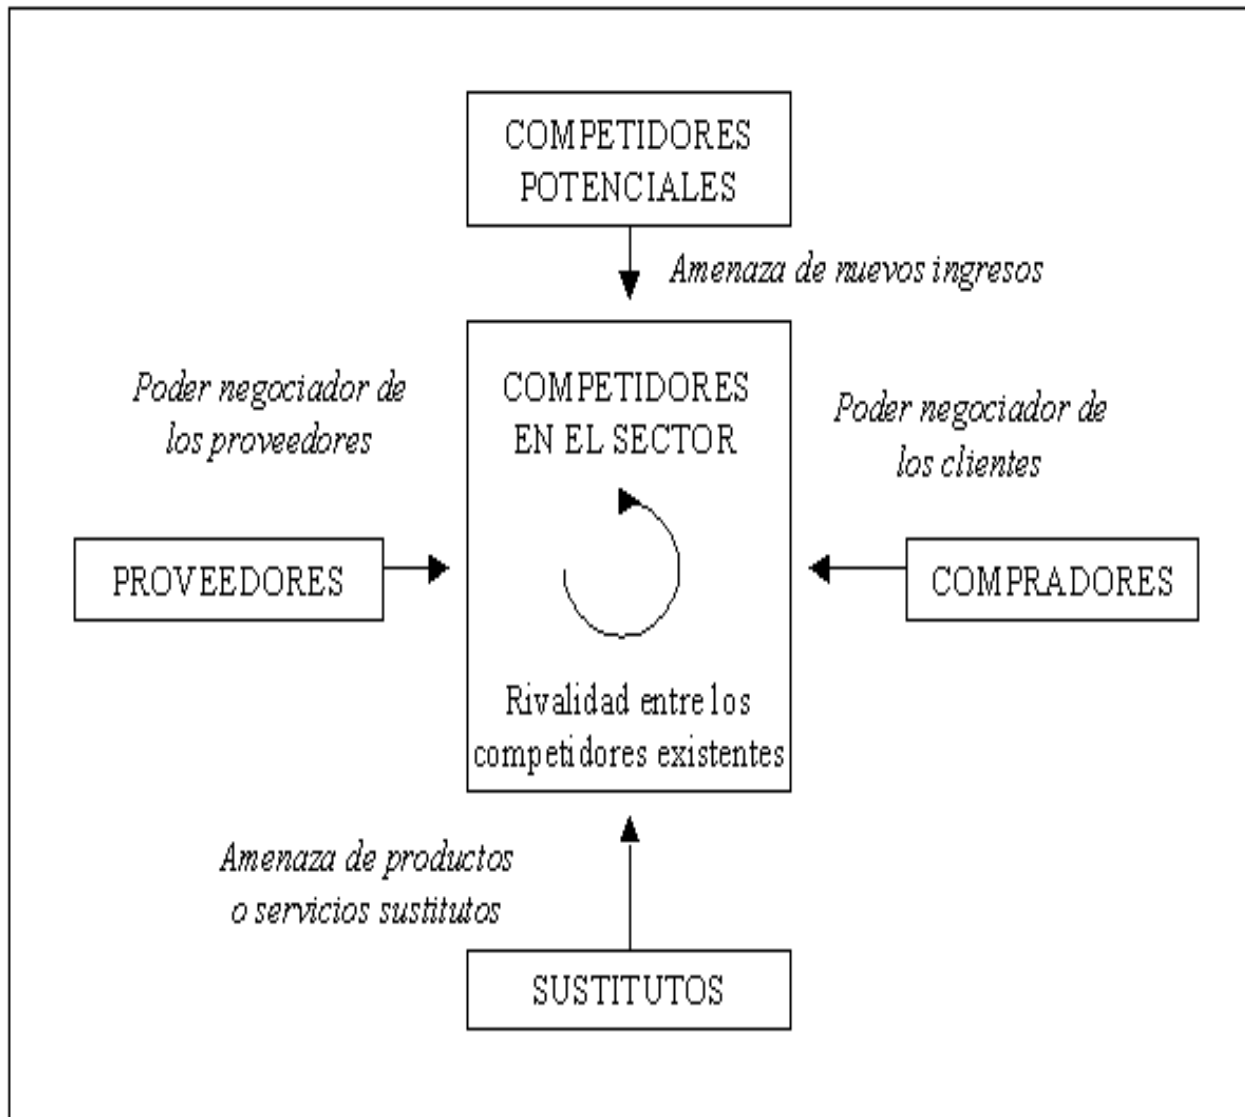 COMPETIDORES
POTENCIALES
Amenaza de nuevos ingresos
Poder negociador de
los proveedores
COMPETIDORES
EN EL SECTOR
Poder negociador de
los clientes
PROVEEDORES
COMPRADORES
Rivalidad entre los
competidores existentes
Amenaza de productos
o servicios sustitutos
SUSTITUTOS